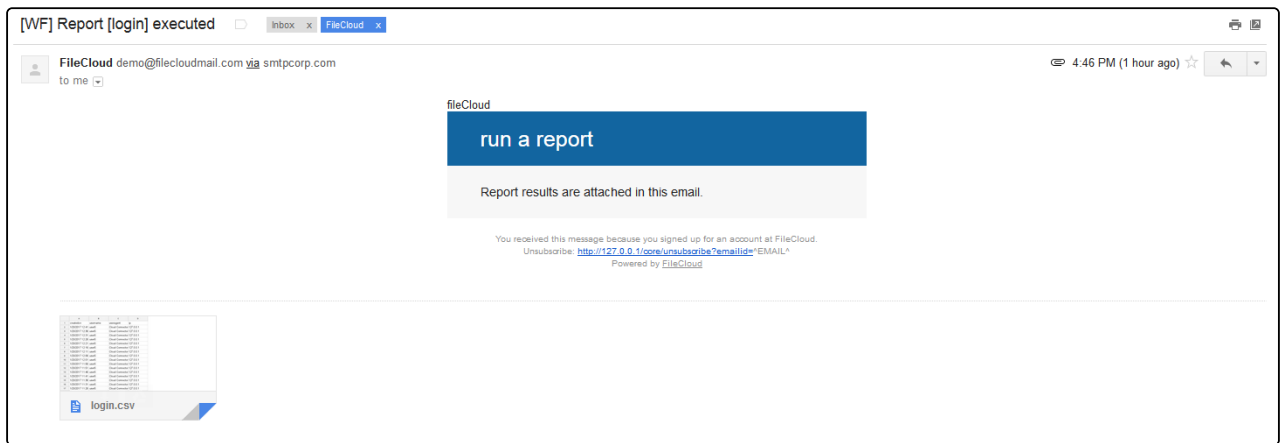 [WF] Report [login] executed Inbox x FileCloud x
FileCloud demo@filecloudmail.com via smtpcorp.com 4:46 PM (1 hour ago)
to me
fileCloud
run a report
Report results are attached in this email.
You received this message because you signed up for an account at FileCloud.
Unsubscribe: http://127.0.0.1/core/unsubscribe?emailid=^EMAIL^
Powered by FileCloud
login.csv